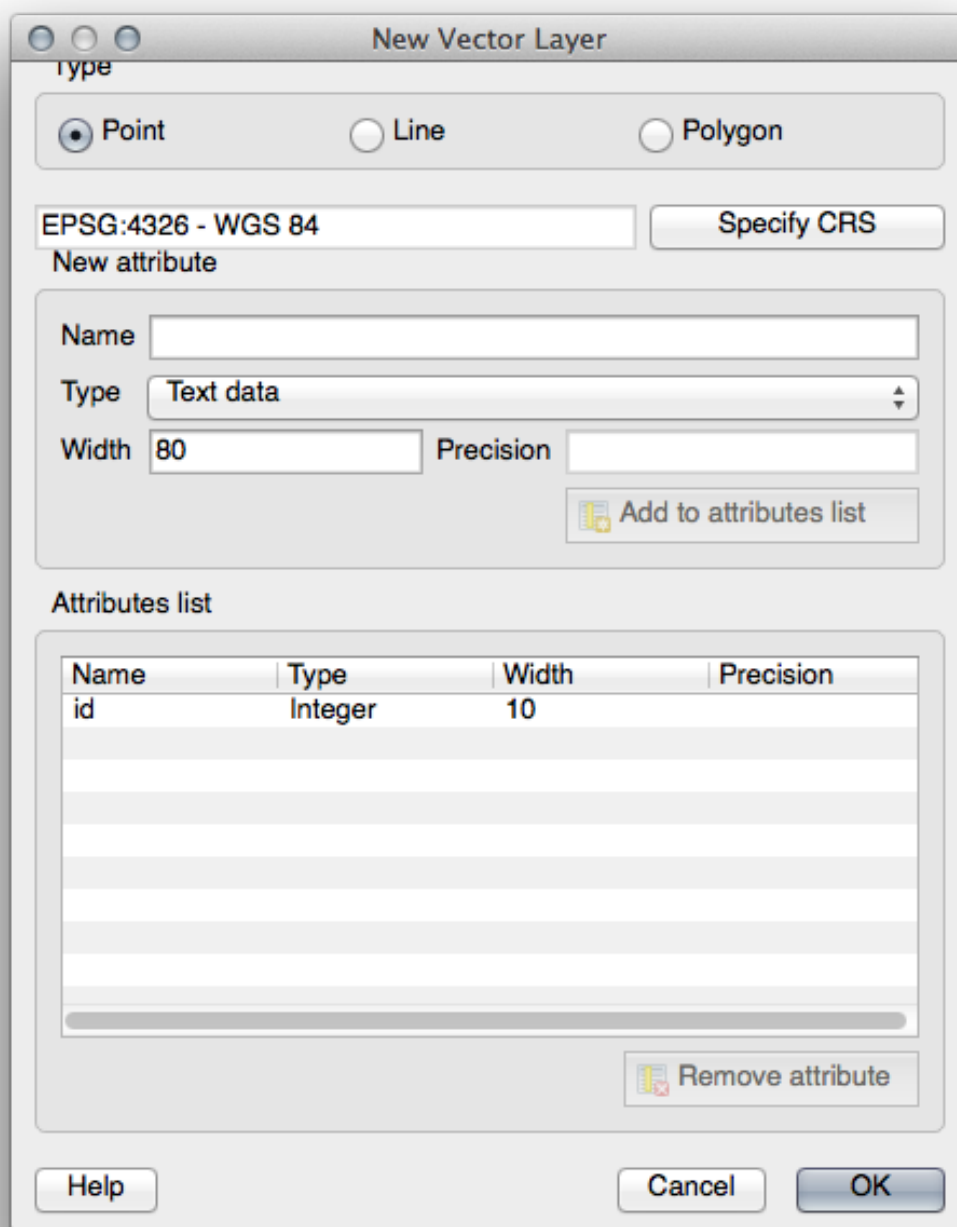 New Vector Layer
Type
Point Line Polygon
EPSG:4326 - WGS 84 Specify CRS
New attribute
Name
Type Text data
Width 80 Precision
Add to attributes list
Attributes list
Name Type Width Precision
id Integer 10
Remove attribute
Help Cancel OK